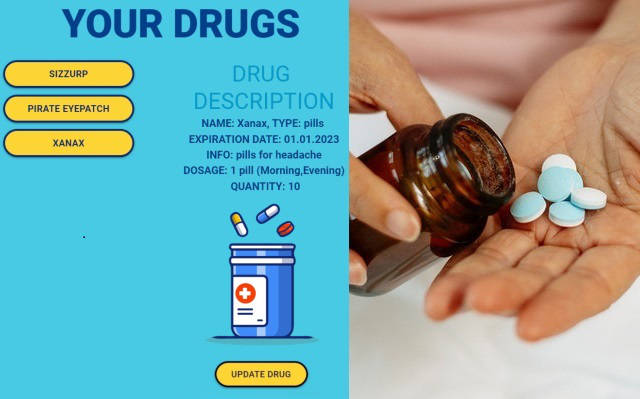 YOUR DRUGS
SIZZURP
PIRATE EYEPATCH
XANAX
DRUG
DESCRIPTION
NAME: Xanax, TYPE: pills
EXPIRATION DATE: 01.01.2023
INFO: pills for headache
DOSAGE: 1 pill (Morning,Evening)
QUANTITY: 10
UPDATE DRUG